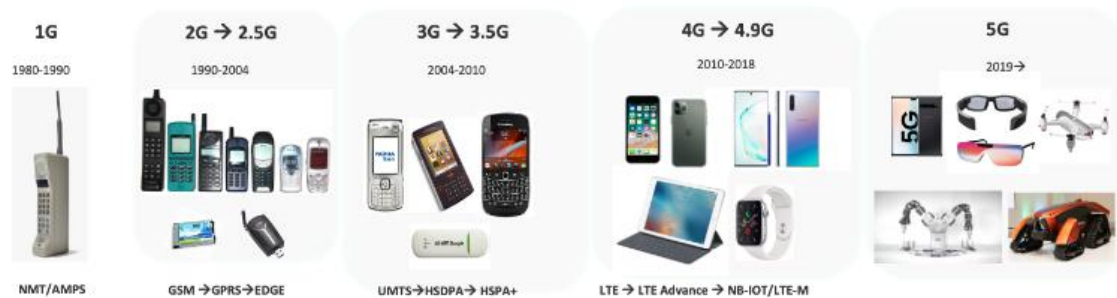 1G
1980-1990
NMT/AMPS
2G → 2.5G
1990-2004
GSM →GPRS→EDGE
3G → 3.5G
2004-2010
NOKIA
UMTS→HSDPA→ HSPA+
4G → 4.9G
2010-2018
LTE → LTE Advance → NB-IOT/LTE-M
5G
2019→
5G